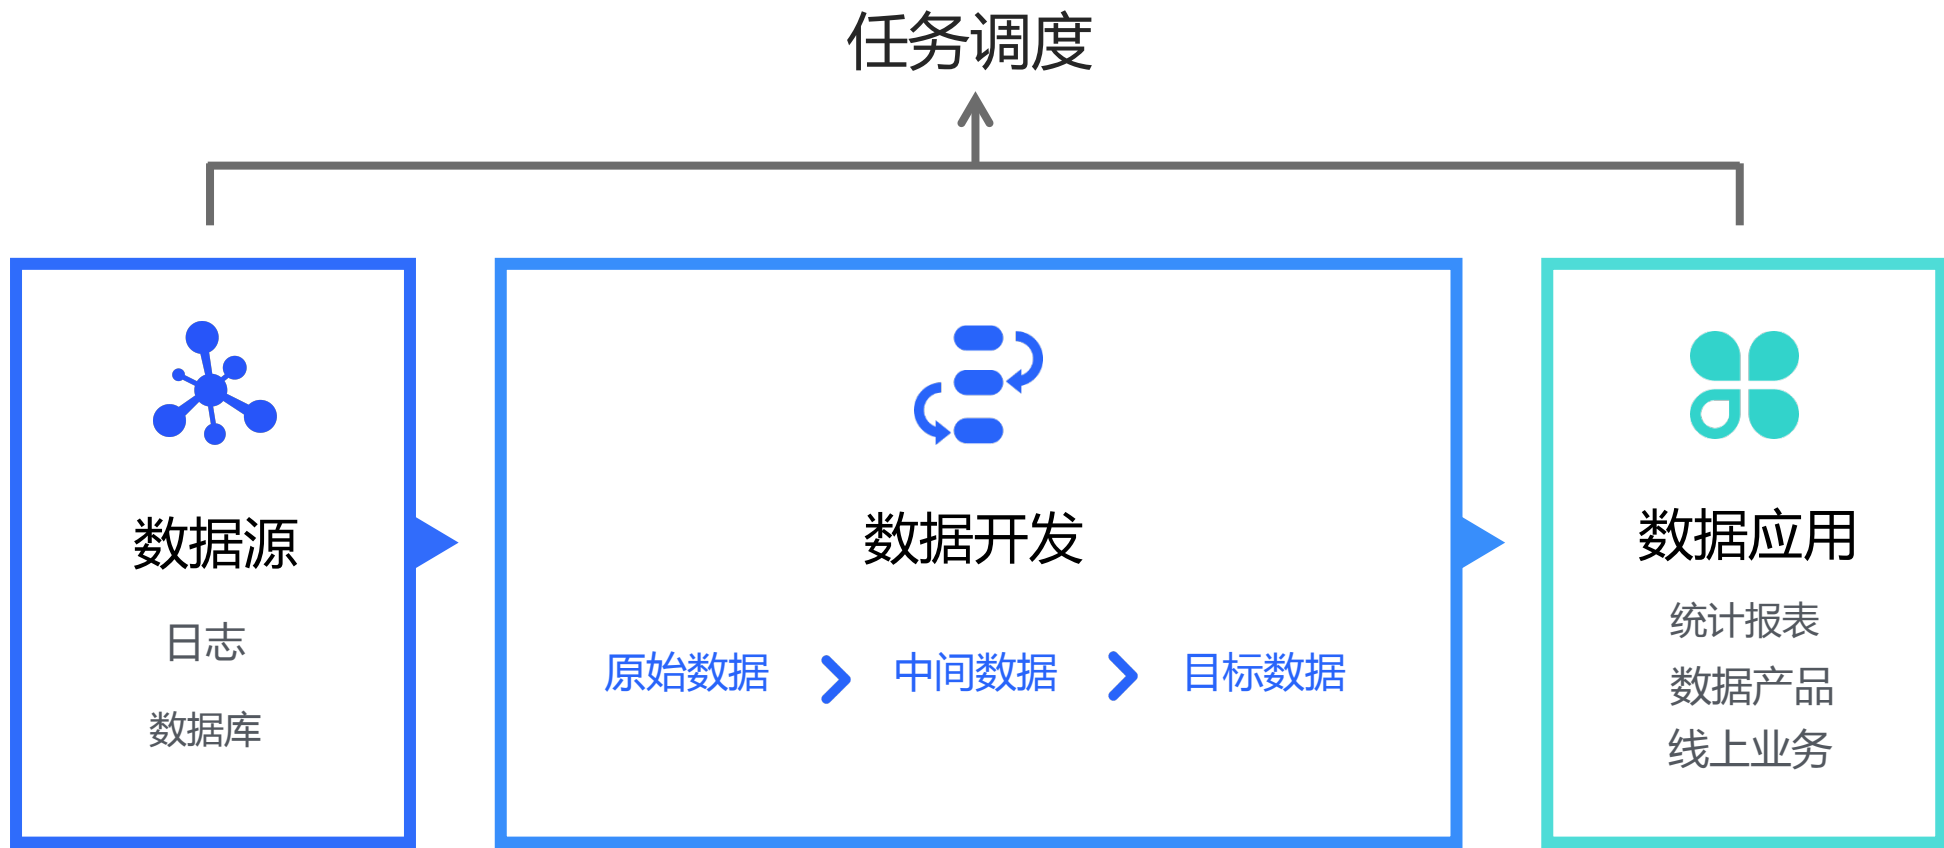 任务调度
数据源
日志
数据库
数据开发
原始数据
中间数据
目标数据
数据应用
统计报表
数据产品
线上业务